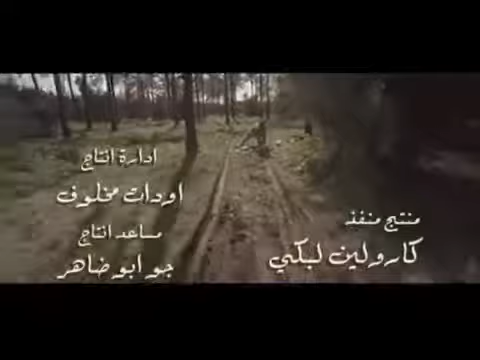 منتج منفذ
كارولين لبكي
ادارة انتاج
اودات مخلوف
مساعد انتاج
جو ابو ضاهر